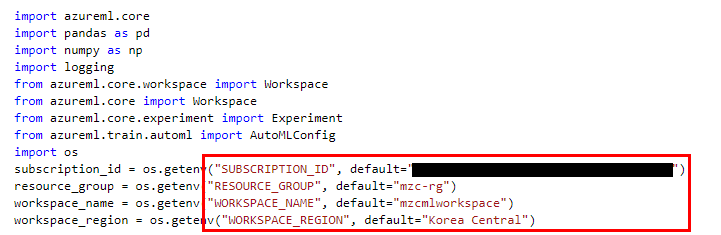 import azureml.core
import pandas as pd
import numpy as np
import logging
from azureml.core.workspace import Workspace
from azureml.core import Workspace
from azureml.core.experiment import Experiment
from azureml.train.automl import AutoMLConfig
import os
subscription_id = os.getenv("SUBSCRIPTION_ID", default="")
resource_group = os.getenv("RESOURCE_GROUP", default="mzc-rg")
workspace_name = os.getenv("WORKSPACE_NAME", default="mzcmlworkspace")
workspace_region = os.getenv("WORKSPACE_REGION", default="Korea Central")